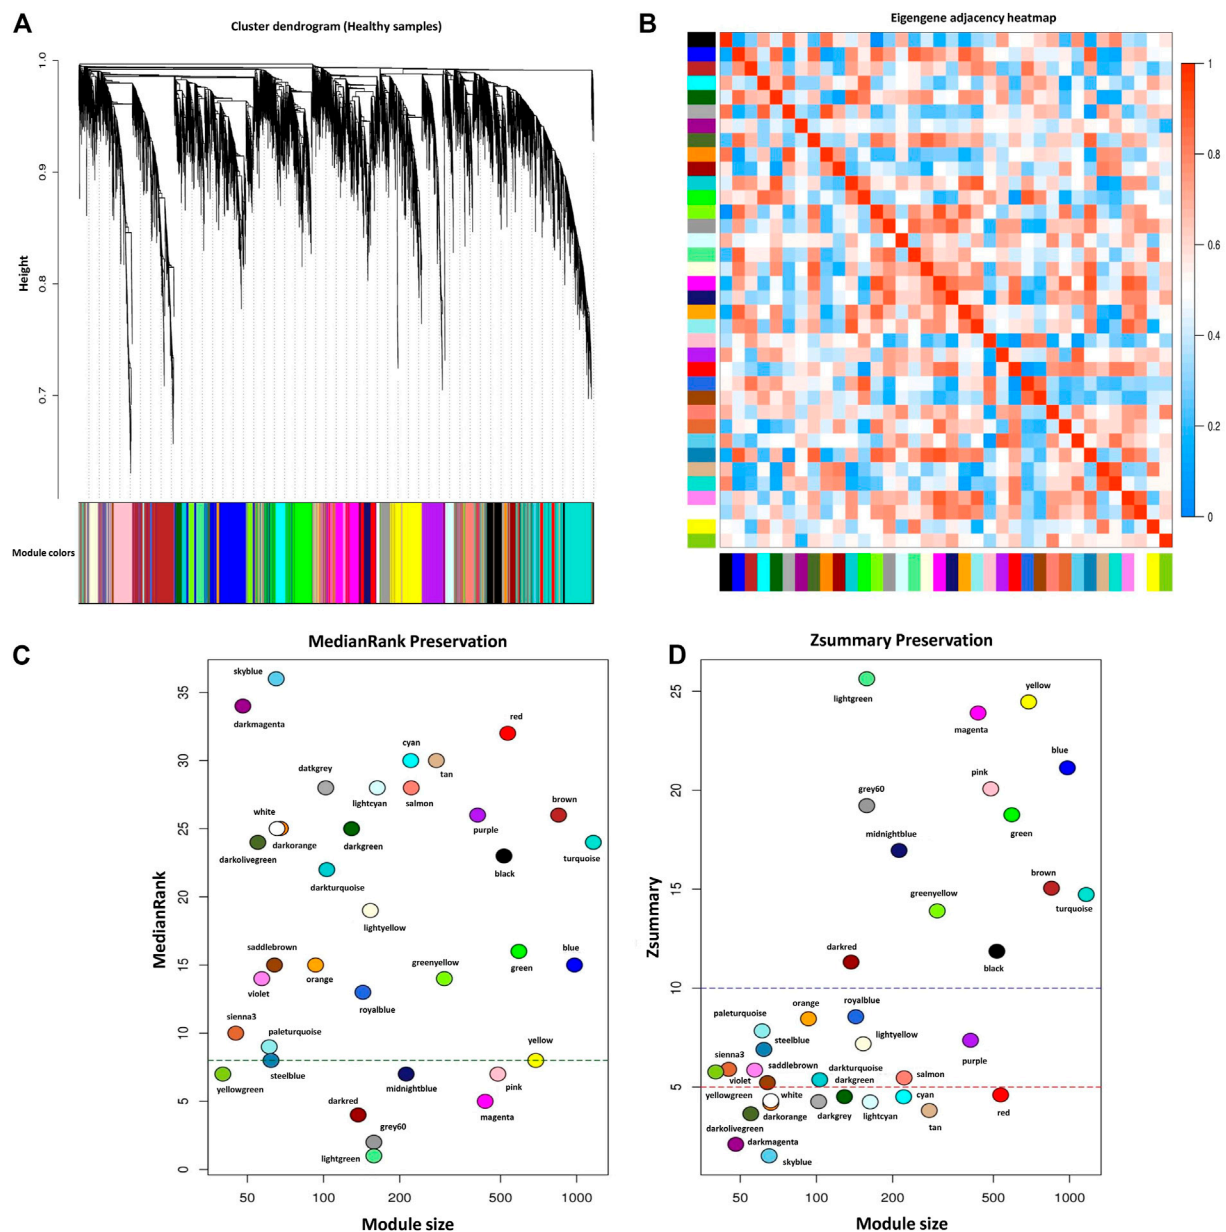 A
Cluster dendrogram (Healthy samples)
Height
1.0
0.9
0.8
0.7
Module colors
B
Eigengene adjacency heatmap
1
0.8
0.6
0.4
0.2
0
C
MedianRank Preservation
MedianRank
35
30
25
20
15
10
5
0
skyblue
darkmagenta
red
cyan
tan
datkgrey
lightcyan
salmon
white
darkorange
darkolivegreen
darkgreen
purple
brown
black
turquoise
darkturquoise
lightyellow
saddlebrown
violet
orange
greenyellow
green
blue
royalblue
sienna3
paleturquoise
steelblue
yellow
yellowgreen
midnightblue
pink
magenta
darkred
grey60
lightgreen
50
100
200
500
1000
Module size
D
Zsummary Preservation
Zsummary
25
20
15
10
5
lightgreen
yellow
magenta
blue
pink
grey60
green
midnightblue
brown
greenyellow
turquoise
darkred
black
orange
royalblue
paleturquoise
steelblue
lightyellow
purple
sienna3
saddlebrown
violet
darkturquoise
darkgreen
salmon
yellowgreen
white
darkorange
darkgrey
lightcyan
cyan
tan
red
darkolivegreen
darkmagenta
skyblue
50
100
200
500
1000
Module size